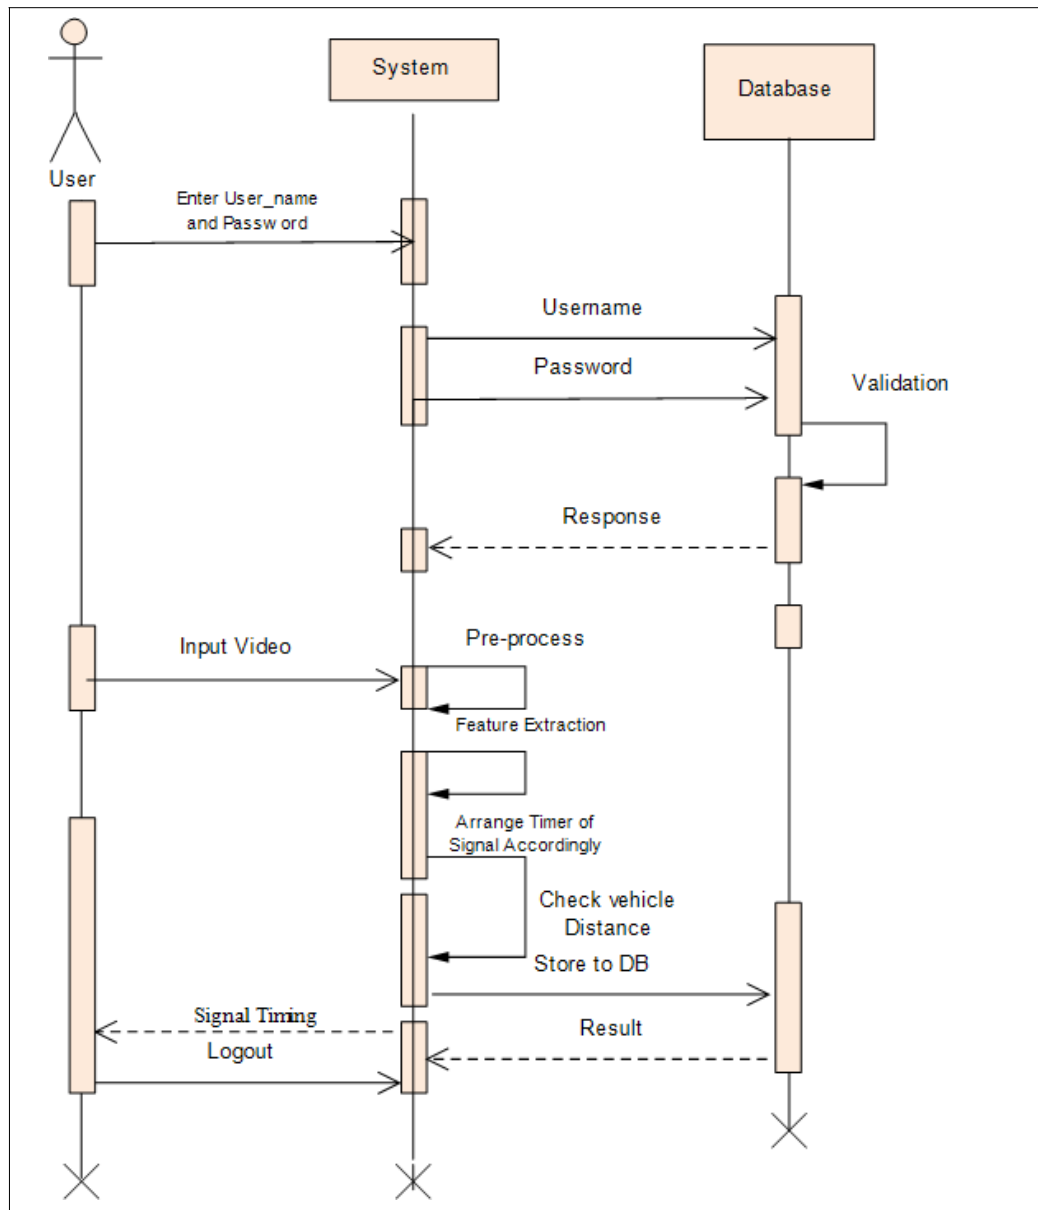 System
Database
User
Enter User_name
and Password
Username
Password
Validation
Response
Input Video
Pre-process
Feature Extraction
Arrange Timer of
Signal Accordingly
Check vehicle
Distance
Store to DB
Signal Timing
Result
Logout